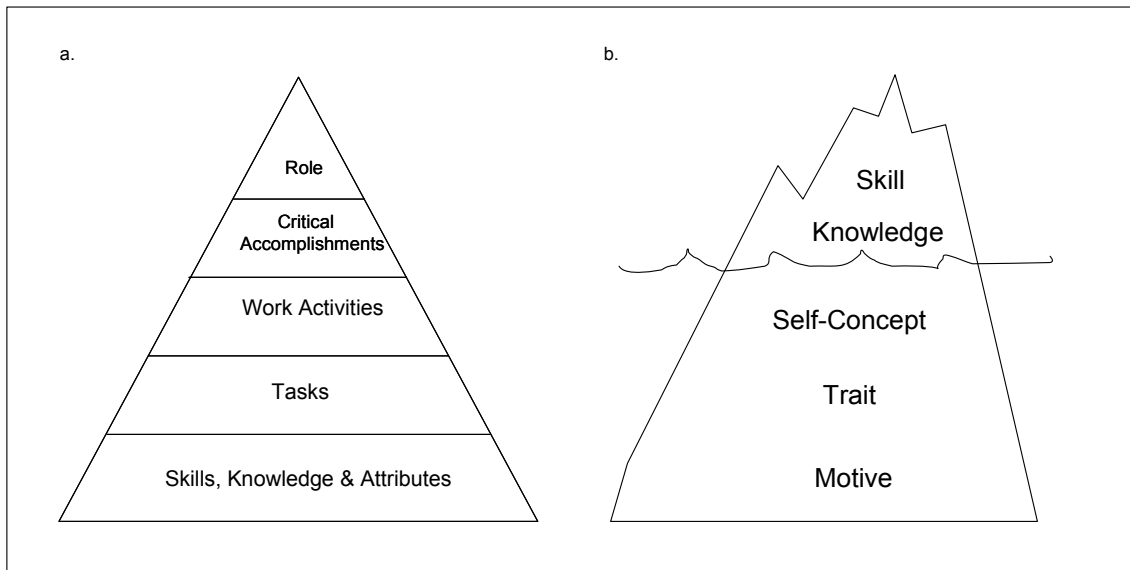 a.
Role
Critical
Accomplishments
Work Activities
Tasks
Skills, Knowledge & Attributes
b.
Skill
Knowledge
Self-Concept
Trait
Motive